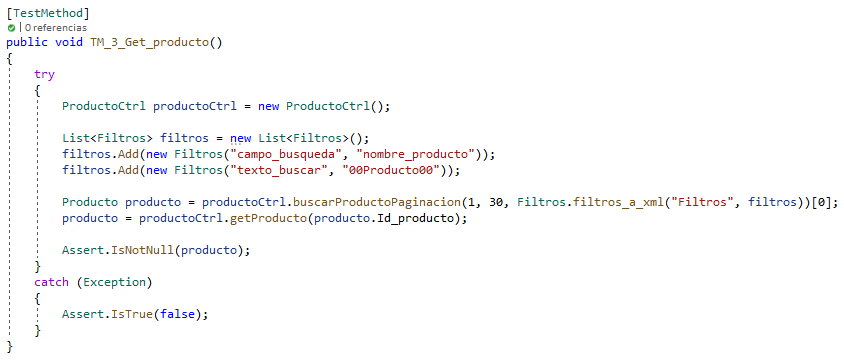 [TestMethod]
| 0 referencias
public void TM_3_Get_producto()
{
    try
    {
        ProductoCtrl productoCtrl = new ProductoCtrl();

        List<Filtros> filtros = new List<Filtros>();
        filtros.Add(new Filtros("campo_busqueda", "nombre_producto"));
        filtros.Add(new Filtros("texto_buscar", "00Producto00"));

        Producto producto = productoCtrl.buscarProductoPaginacion(1, 30, Filtros.filtros_a_xml("Filtros", filtros))[0];
        producto = productoCtrl.getProducto(producto.Id_producto);

        Assert.IsNotNull(producto);
    }
    catch (Exception)
    {
        Assert.IsTrue(false);
    }
}